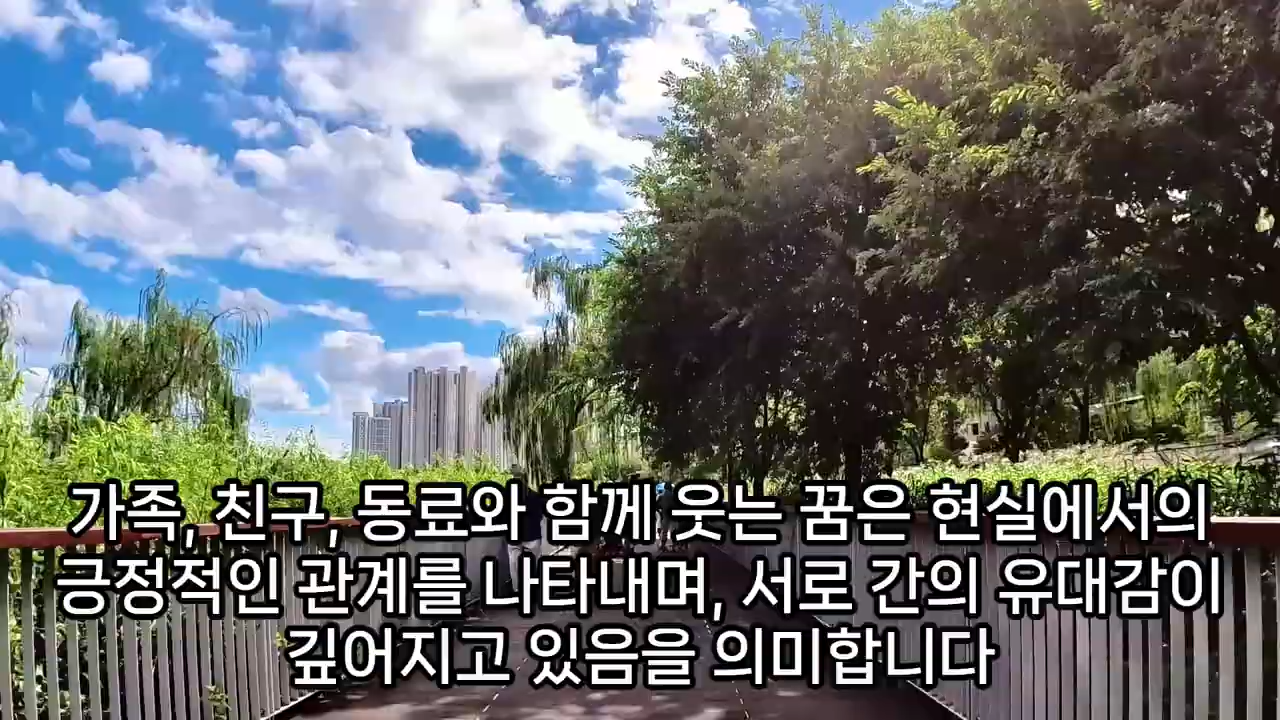 가족, 친구, 동료와 함께 웃는 꿈은 현실에서의
긍정적인 관계를 나타내며, 서로 간의 유대감이
깊어지고 있음을 의미합니다